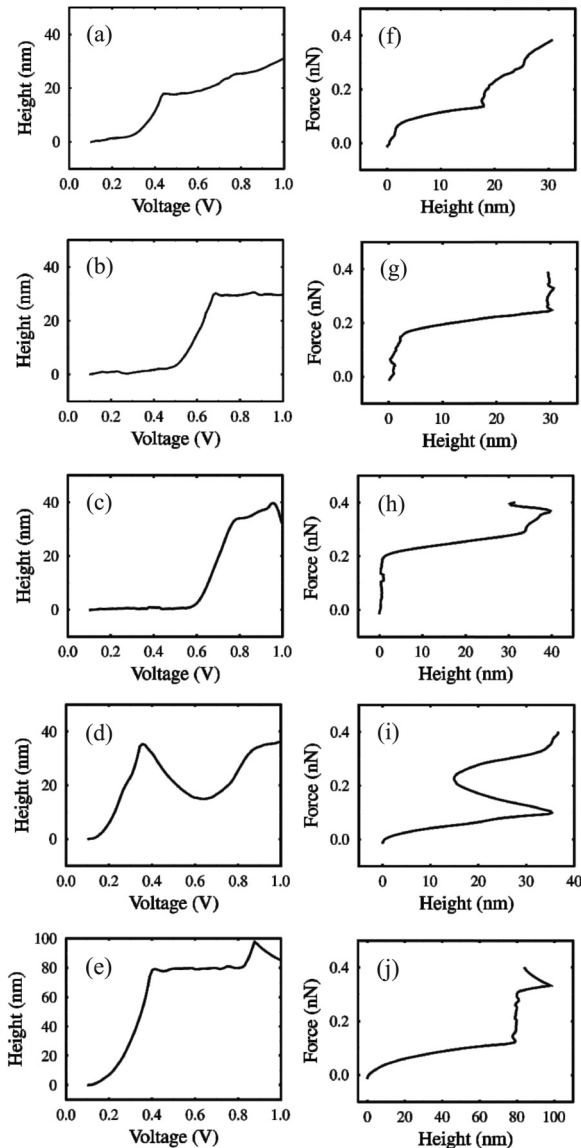 (a)
Height (nm)
40
20
0
0.0 0.2 0.4 0.6 0.8 1.0
Voltage (V)
(f)
Force (nN)
0.4
0.2
0.0
0 10 20 30
Height (nm)
(b)
Height (nm)
40
20
0
0.0 0.2 0.4 0.6 0.8 1.0
Voltage (V)
(g)
Force (nN)
0.4
0.2
0.0
0 10 20 30
Height (nm)
(c)
Height (nm)
40
20
0
0.0 0.2 0.4 0.6 0.8 1.0
Voltage (V)
(h)
Force (nN)
0.4
0.2
0.0
0 10 20 30 40
Height (nm)
(d)
Height (nm)
40
20
0
0.0 0.2 0.4 0.6 0.8 1.0
Voltage (V)
(i)
Force (nN)
0.4
0.2
0.0
0 10 20 30 40
Height (nm)
(e)
Height (nm)
100
80
60
40
20
0
0.0 0.2 0.4 0.6 0.8 1.0
Voltage (V)
(j)
Force (nN)
0.4
0.2
0.0
0 20 40 60 80 100
Height (nm)